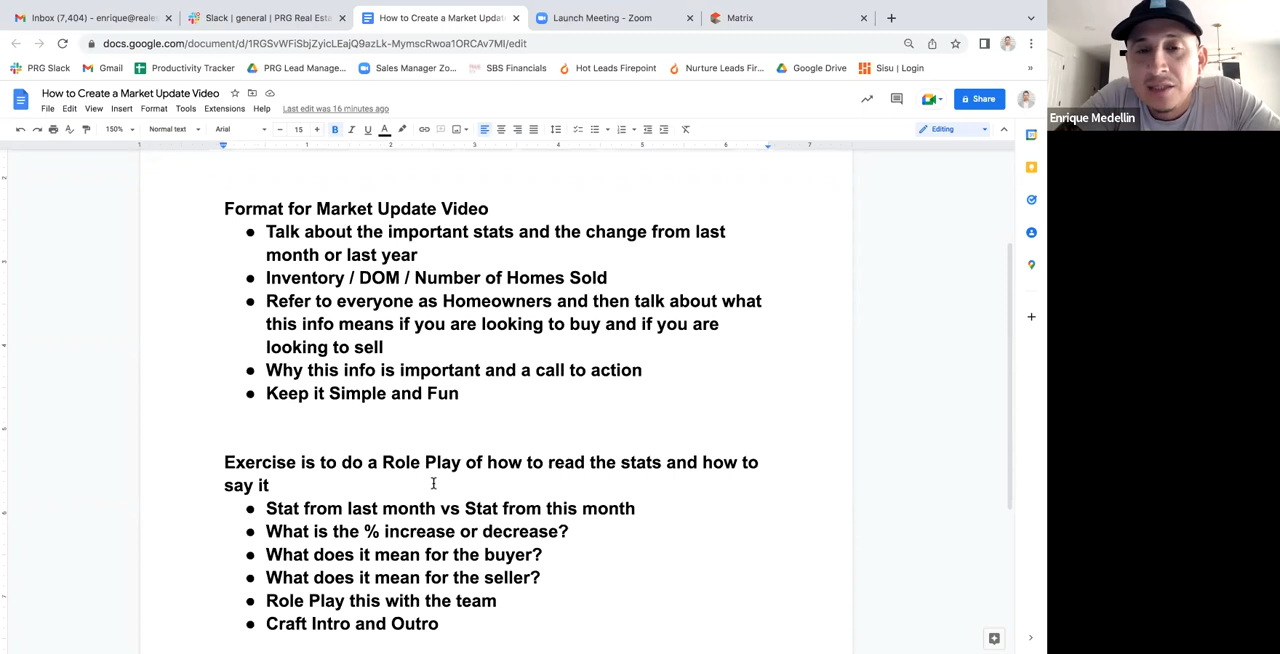 Inbox (7,404) - enrique@reales
Slack | general | PRG Real Esta
How to Create a Market Updat
Launch Meeting - Zoom
Matrix
docs.google.com/document/d/1RGSvWFiSbjZyicLEajQ9azLk-MymscRwoa1ORCAv7MI/edit
PRG Slack
Gmail
Productivity Tracker
PRG Lead Manage...
Sales Manager Zo...
SBS Financials
Hot Leads Firepoint
Nurture Leads Fir...
Google Drive
Sisu | Login
How to Create a Market Update Video
File Edit View Insert Format Tools Extensions Help Last edit was 16 minutes ago
Share
150% Normal text Arial 15 B I U A Editing
1 1 2 3 4 5 6 7
Format for Market Update Video
● Talk about the important stats and the change from last
month or last year
● Inventory / DOM / Number of Homes Sold
● Refer to everyone as Homeowners and then talk about what
this info means if you are looking to buy and if you are
looking to sell
● Why this info is important and a call to action
● Keep it Simple and Fun
Exercise is to do a Role Play of how to read the stats and how to
say it
● Stat from last month vs Stat from this month
● What is the % increase or decrease?
● What does it mean for the buyer?
● What does it mean for the seller?
● Role Play this with the team
● Craft Intro and Outro
Enrique Medellin